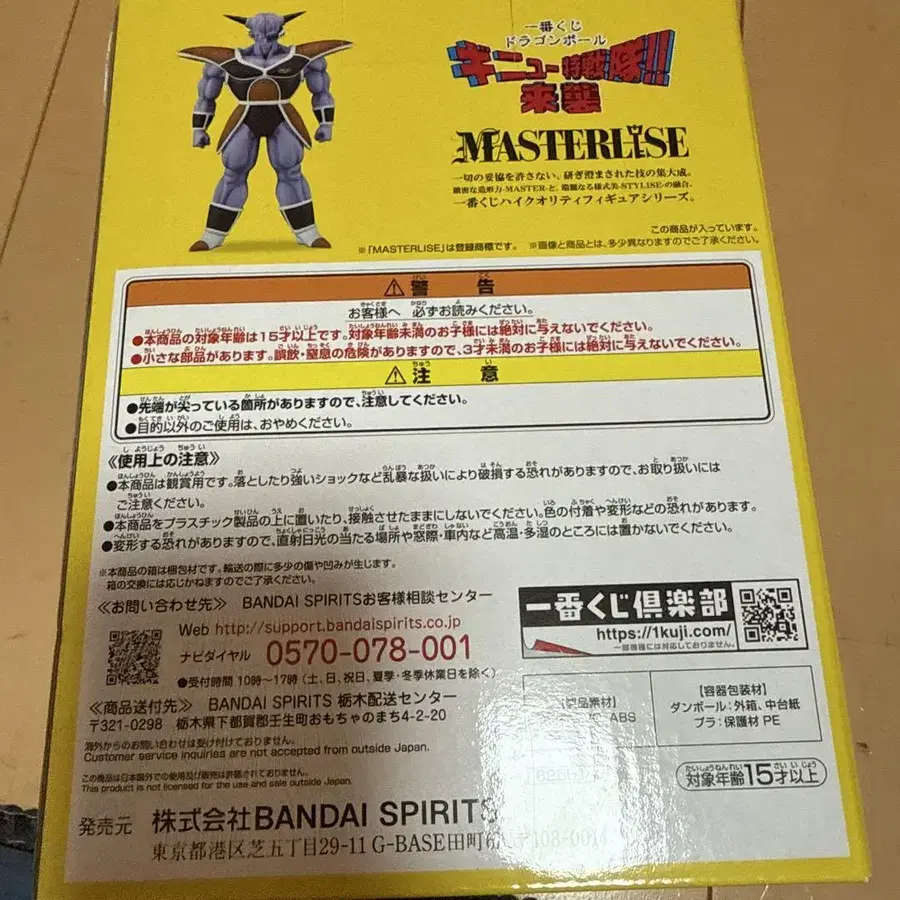 一番くじ
ドラゴンボール
ギニュー特戦隊!!!
来襲
MASTERLISE
一切の妥協を許さない、研ぎ澄まされた技の集大成。
緻密な造形力-MASTER-と、端麗なる様式美-STYLISE-の融合。
一番くじハイクオリティフィギュアシリーズ。
この商品が入っています。
※「MASTERLISE」は登録商標です。 ※画像と商品とは、多少異なりますのでご了承ください。
⚠警告
お客様へ 必ずお読みください。
●本商品の対象年齢は15才以上です。対象年齢未満のお子様には絶対に与えないでください。
●小さな部品があります。誤飲・窒息の危険がありますので、3才未満のお子様には絶対に与えないでください。
⚠注意
●先端が尖っている箇所がありますので、注意してください。
●目的以外のご使用は、おやめください。
《使用上の注意》
●本商品は観賞用です。落としたり強いショックなど乱暴な扱いにより破損する恐れがありますので、お取り扱いには
ご注意ください。
●本商品をプラスチック製品の上に置いたり、接触させたままにしないでください。色の付着や変形などの恐れがあります。
●変形する恐れがありますので、直射日光の当たる場所や窓際・車内など高温・多湿のところには置かないでください。
※本商品の箱は梱包材です。輸送の際に多少の傷や凹みが生じます。
箱の交換には応じかねますのでご了承ください。
≪お問い合わせ先≫ BANDAI SPIRITSお客様相談センター
Web http://support.bandaispirits.co.jp
ナビダイヤル 0570-078-001
●受付時間 10時～17時(土、日、祝日、夏季・冬季休業日を除く)
≪商品送付先≫ BANDAI SPIRITS 栃木配送センター
〒321-0298 栃木県下都賀郡壬生町おもちゃのまち4-2-20
海外からのお問い合わせは受け付けておりません。
Customer service inquiries are not accepted from outside Japan.
この商品は日本国外での使用及び販売は許諾されておりません。
This product is not licensed for the use and sale outside Japan.
一番くじ倶楽部
https://1kuji.com/
一部機種には対応しておりません。
品素材】
ABS
【容器包装材】
ダンボール:外箱、中台紙
プラ:保護材 PE
対象年齢15才以上
発売元 株式会社BANDAI SPIRITS
東京都港区芝五丁目29-11 G-BASE田町 〒108-0014